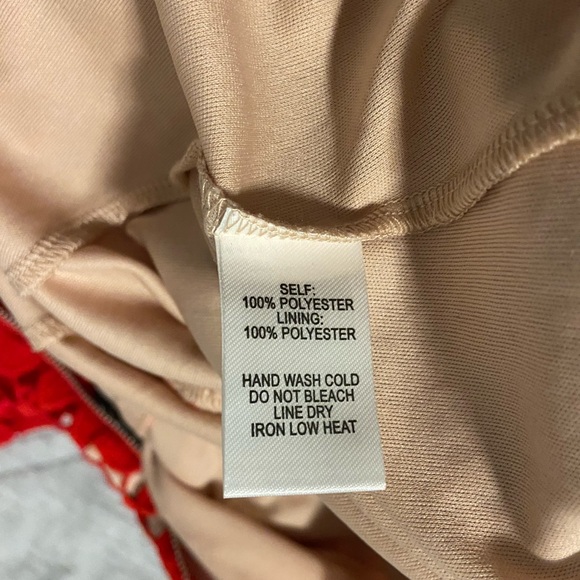 SELF:
100% POLYESTER
LINING:
100% POLYESTER
HAND WASH COLD
DO NOT BLEACH
LINE DRY
IRON LOW HEAT